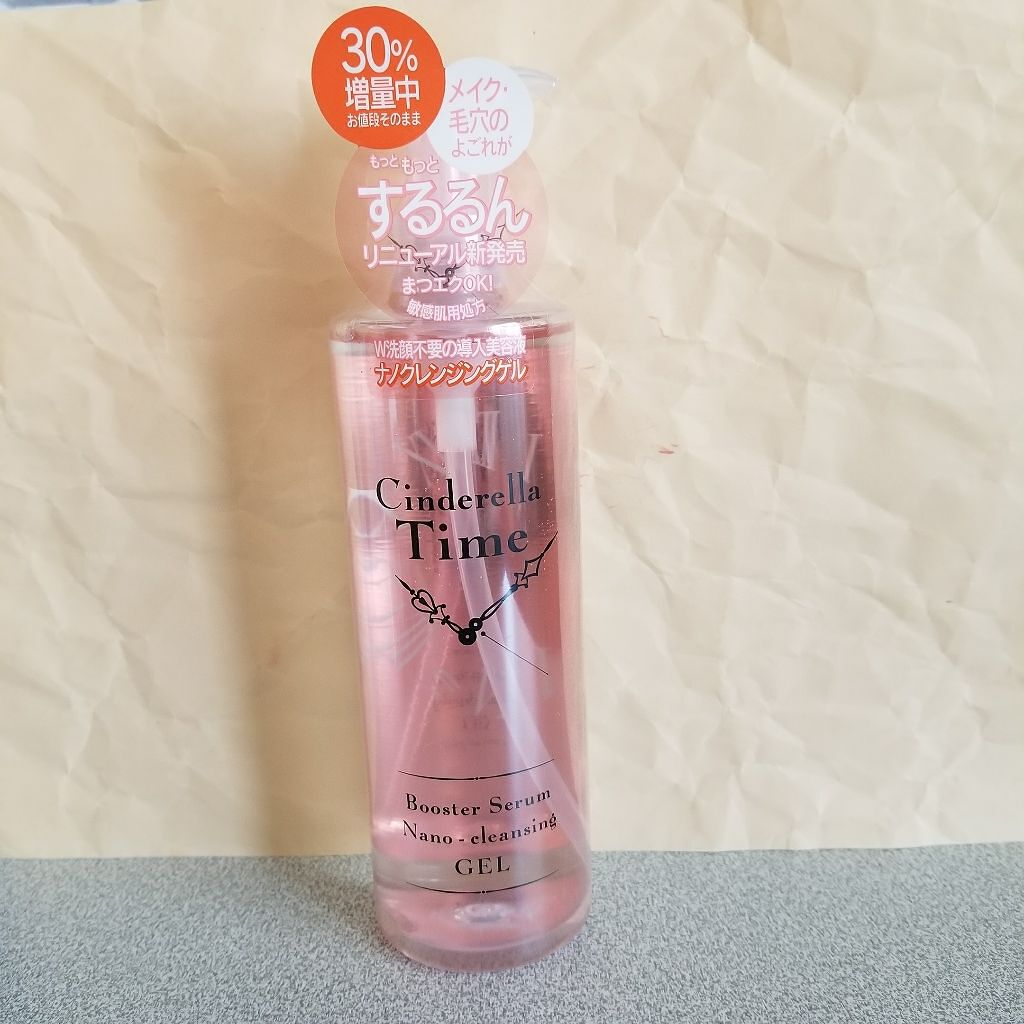 30%
増量中
お値段そのまま
メイク・
毛穴の
よごれが
もっともっと
するるん
リニューアル新発売
まつエクOK!
敏感肌用処方
W洗顔不要の導入美容液
ナノクレンジングゲル
Cinderella
Time
Booster Serum
Nano-cleansing
GEL